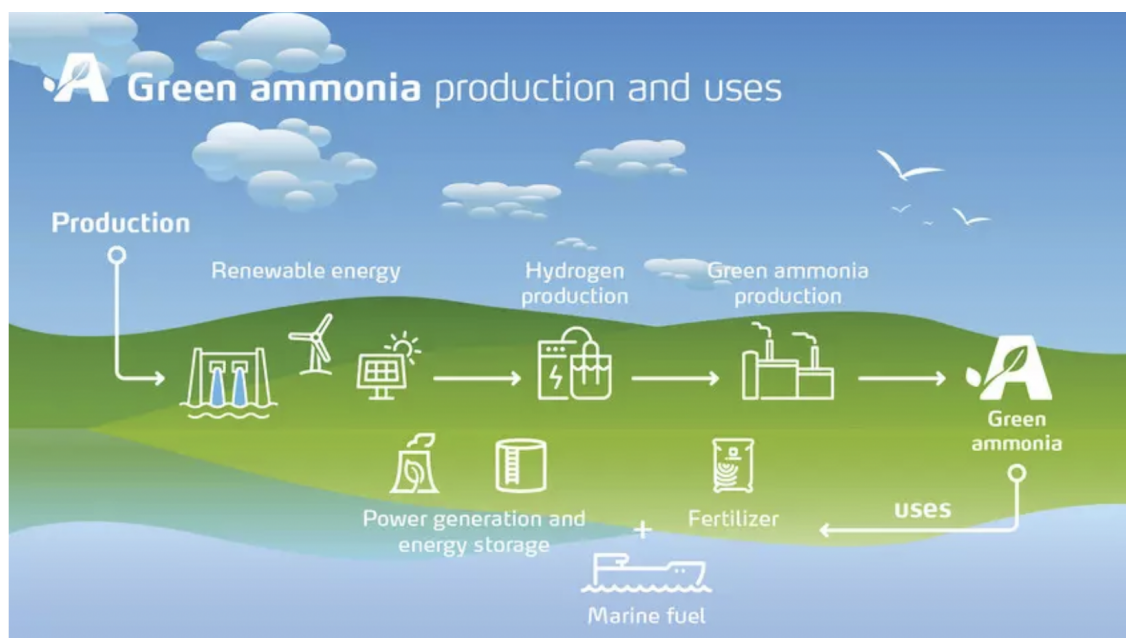 Green ammonia production and uses
Production
Renewable energy
Hydrogen
production
Green ammonia
production
Green
ammonia
uses
Fertilizer
Power generation and
energy storage
+
Marine fuel